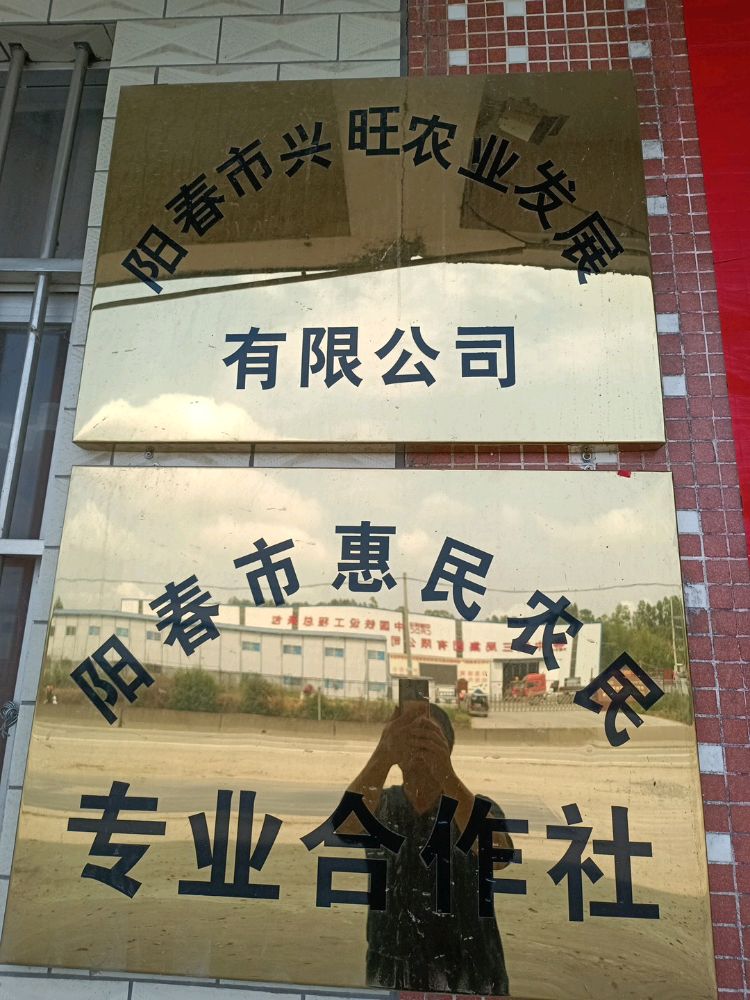 阳春市兴旺农业发展
有限公司
阳春市惠民农民
专业合作社